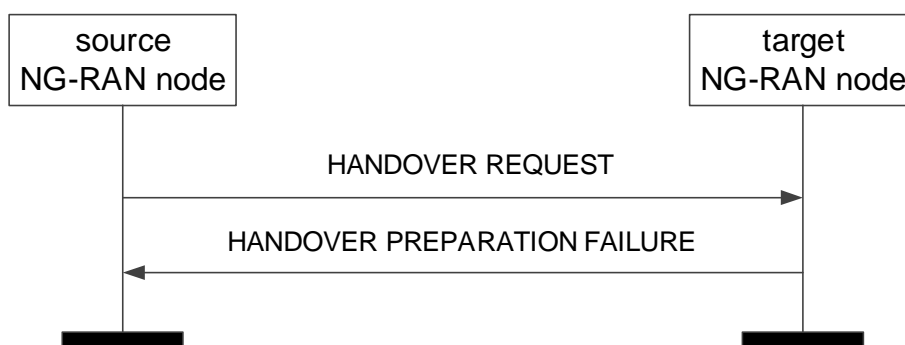 source
NG-RAN node
target
NG-RAN node
HANDOVER REQUEST
HANDOVER PREPARATION FAILURE